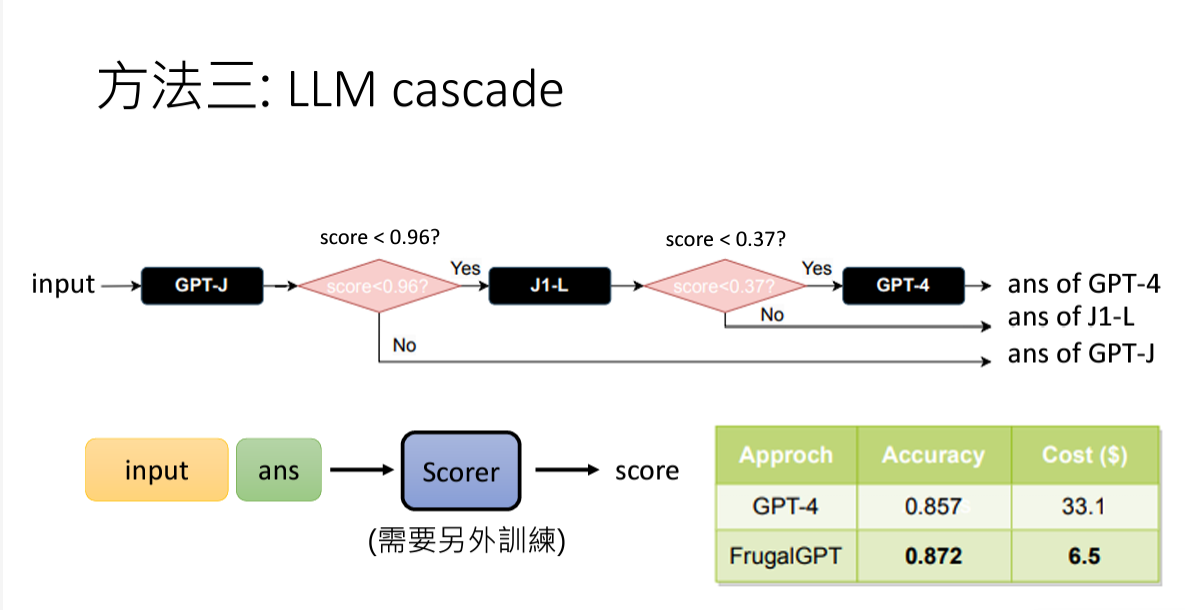 方法三: LLM cascade
score < 0.96?
score < 0.37?
input
GPT-J
score<0.96?
Yes
J1-L
score<0.37?
Yes
GPT-4
ans of GPT-4
No
ans of J1-L
No
ans of GPT-J
input
ans
Scorer
score
(需要另外訓練)
Approch Accuracy Cost ($)
GPT-4 0.857 33.1
FrugalGPT 0.872 6.5